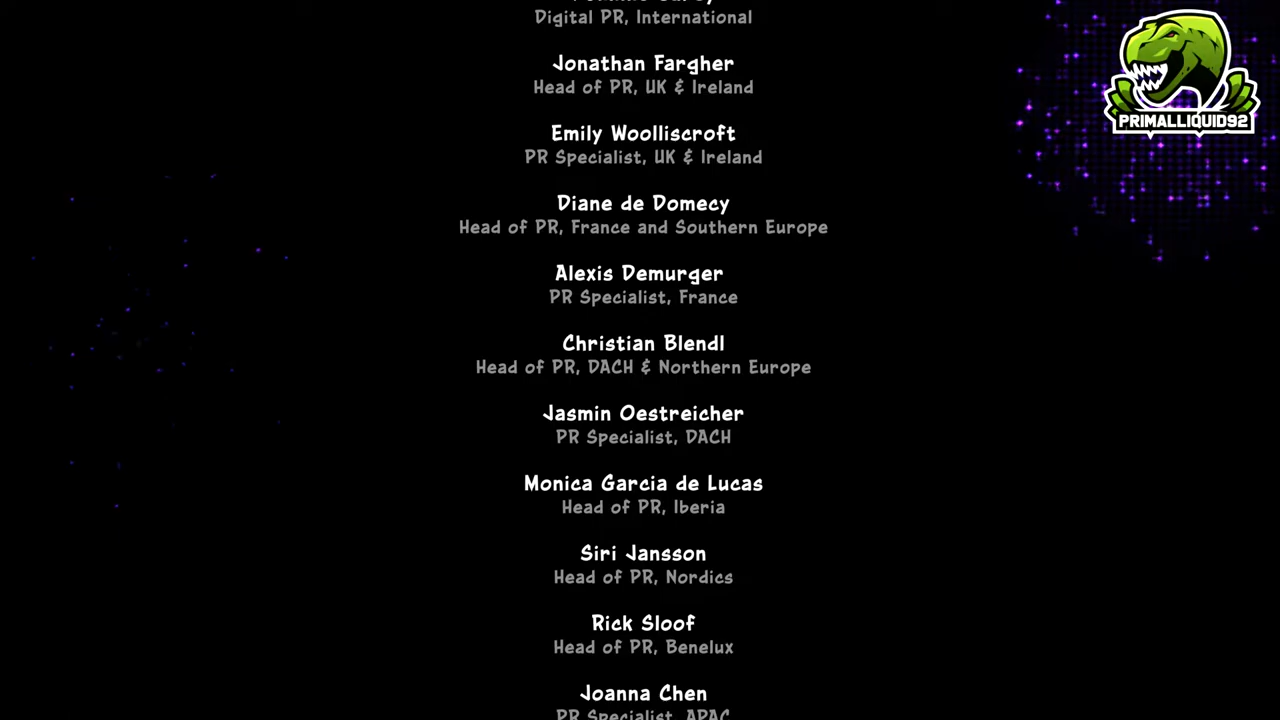 Digital PR, International
Jonathan Fargher
Head of PR, UK & Ireland
Emily Woolliscroft
PR Specialist, UK & Ireland
Diane de Domecy
Head of PR, France and Southern Europe
Alexis Demurger
PR Specialist, France
Christian Blendl
Head of PR, DACH & Northern Europe
Jasmin Oestreicher
PR Specialist, DACH
Monica Garcia de Lucas
Head of PR, Iberia
Siri Jansson
Head of PR, Nordics
Rick Sloof
Head of PR, Benelux
Joanna Chen
PR Specialist, APAC
PRIMALLIQUID92